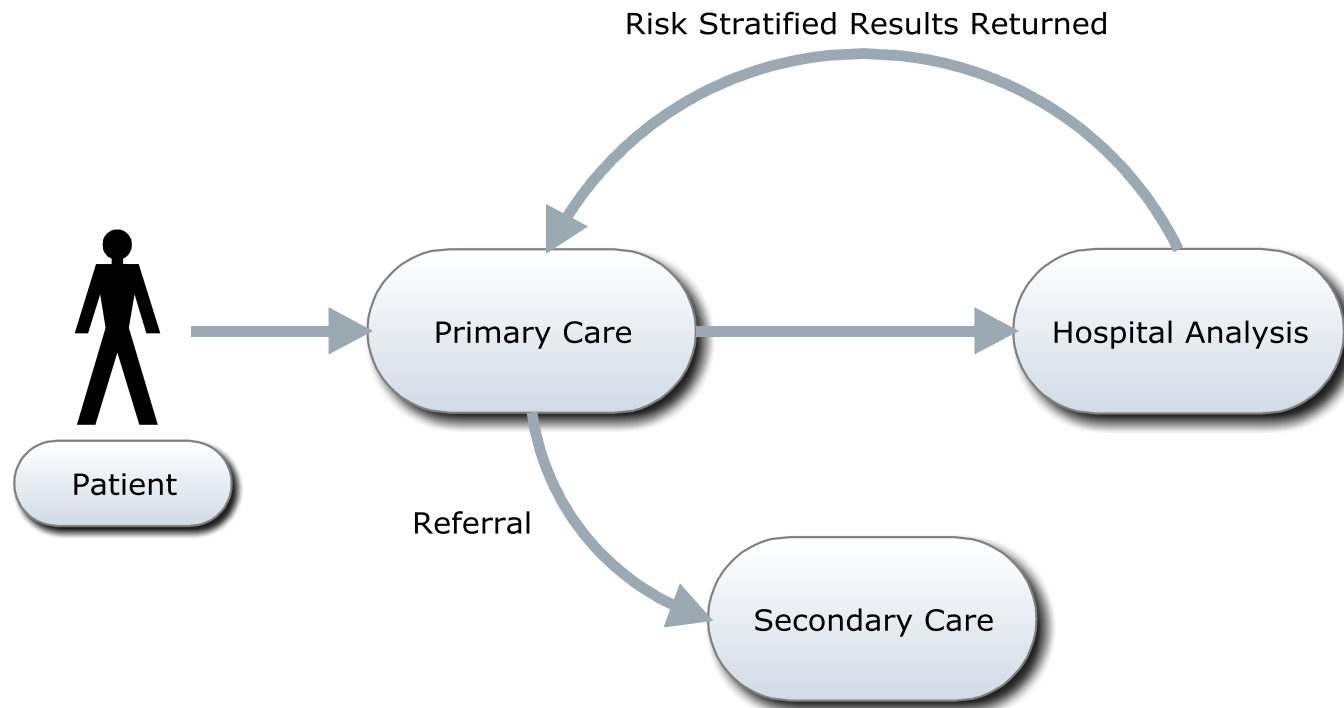 Risk Stratified Results Returned
Primary Care
Hospital Analysis
Patient
Referral
Secondary Care